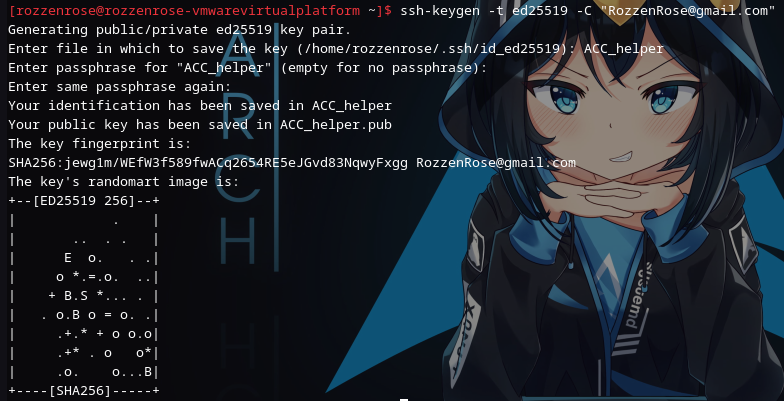 [rozzenrose@rozzenrose-vmwarevirtualplatform ~]$ ssh-keygen -t ed25519 -C "RozzenRose@gmail.com"
Generating public/private ed25519 key pair.
Enter file in which to save the key (/home/rozzenrose/.ssh/id_ed25519): ACC_helper
Enter passphrase for "ACC_helper" (empty for no passphrase):
Enter same passphrase again:
Your identification has been saved in ACC_helper
Your public key has been saved in ACC_helper.pub
The key fingerprint is:
SHA256:jewg1m/WEfW3f589fwACq2654RE5eJGvd83NqwyFxgg RozzenRose@gmail.com
The key's randomart image is:
+--[ED25519 256]--+
|            .    |
|       ..  . .   |
|      E  o.   . .|
|     o *.=.o.  ..|
|    + B.S *... . |
|   . o.B o = o. .|
|     .+.* + o o.o|
|     .+* . o   o*|
|     .o.    o...B|
+----[SHA256]-----+
ARCH
systemd